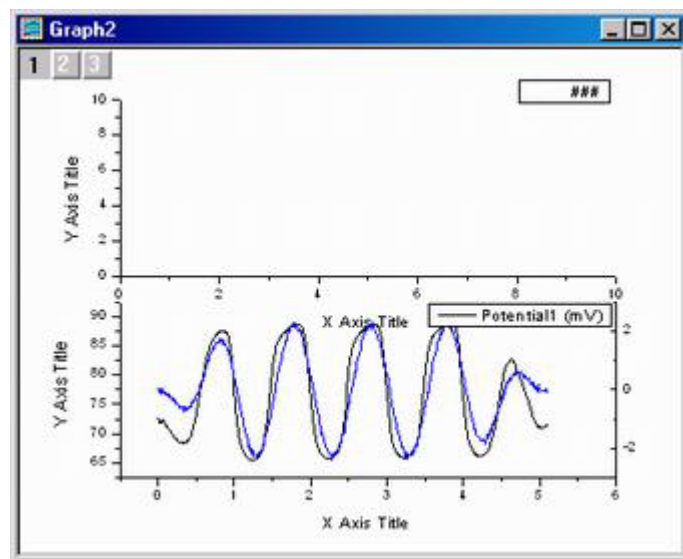 Graph2
1 2 3
###
10
8
6
4
2
0
Y Axis Title
0 2 4 6 8 10
X Axis Title
Potential1 (mV)
90
85
80
75
70
65
Y Axis Title
2
0
-2
0 1 2 3 4 5 6
X Axis Title